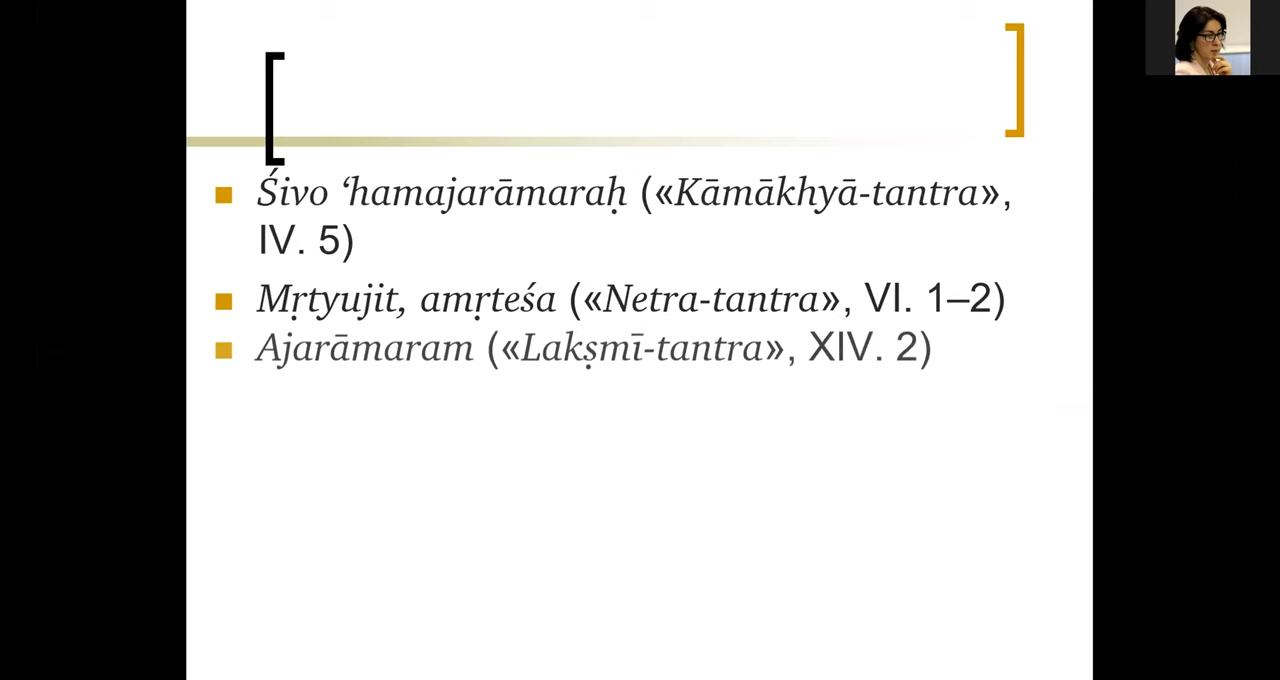 Śivo ‘hamajarāmaraḥ («Kāmākhyā-tantra»,
IV. 5)
Mṛtyujit, amṛteśa («Netra-tantra», VI. 1–2)
Ajarāmaram («Lakṣmī-tantra», XIV. 2)